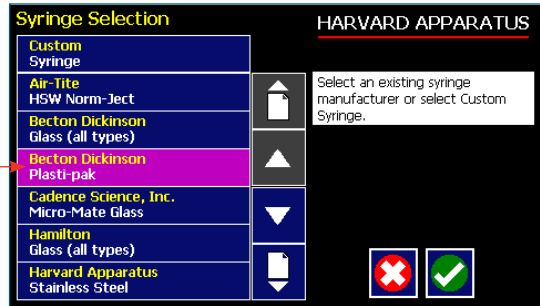 Syringe Selection
HARVARD APPARATUS
Custom
Syringe
Air-Tite
HSW Norm-Ject
Becton Dickinson
Glass (all types)
Becton Dickinson
Plasti-pak
Cadence Science, Inc.
Micro-Mate Glass
Hamilton
Glass (all types)
Harvard Apparatus
Stainless Steel
Select an existing syringe
manufacturer or select Custom
Syringe.